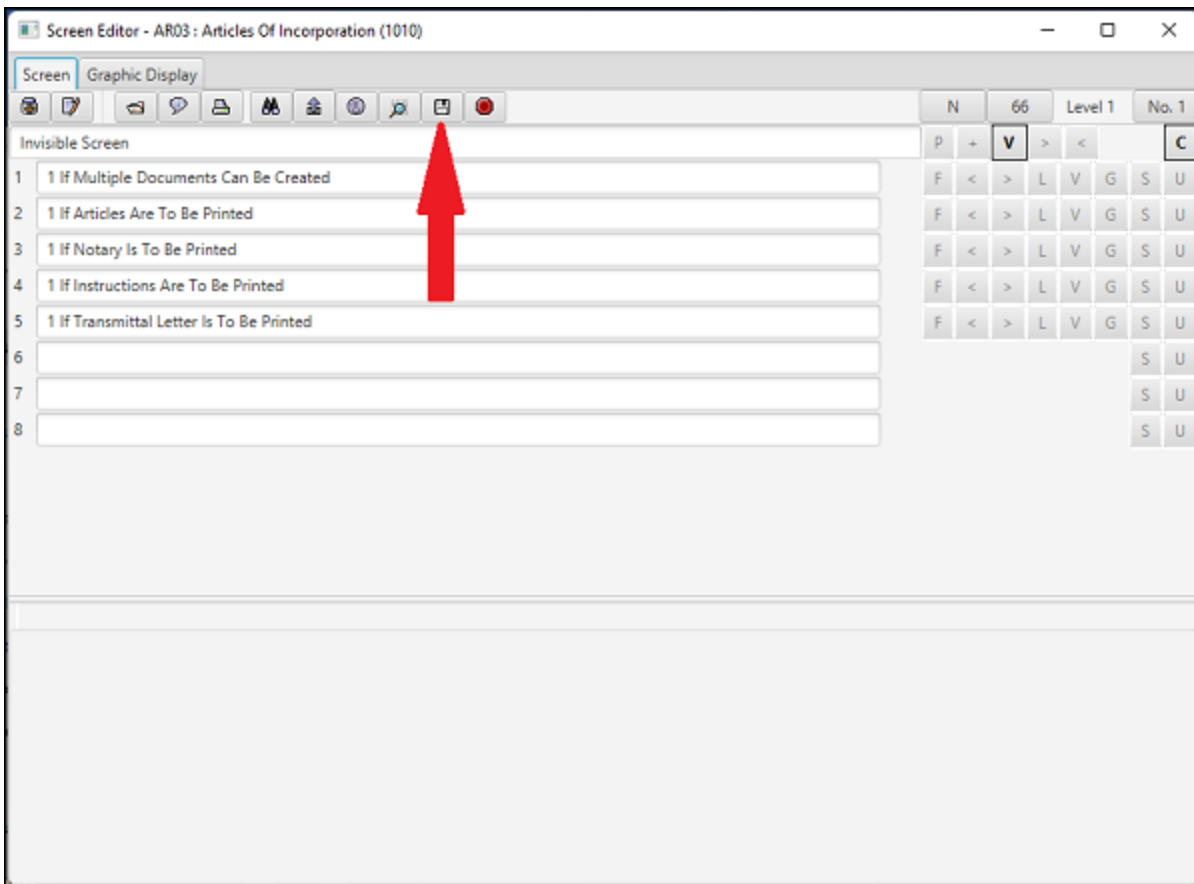 Screen Editor - AR03 : Articles Of Incorporation (1010)
Screen Graphic Display
N 66 Level 1 No. 1
Invisible Screen P + V > < C
1 1 If Multiple Documents Can Be Created F < > L V G S U
2 1 If Articles Are To Be Printed F < > L V G S U
3 1 If Notary Is To Be Printed F < > L V G S U
4 1 If Instructions Are To Be Printed F < > L V G S U
5 1 If Transmittal Letter Is To Be Printed F < > L V G S U
6 S U
7 S U
8 S U